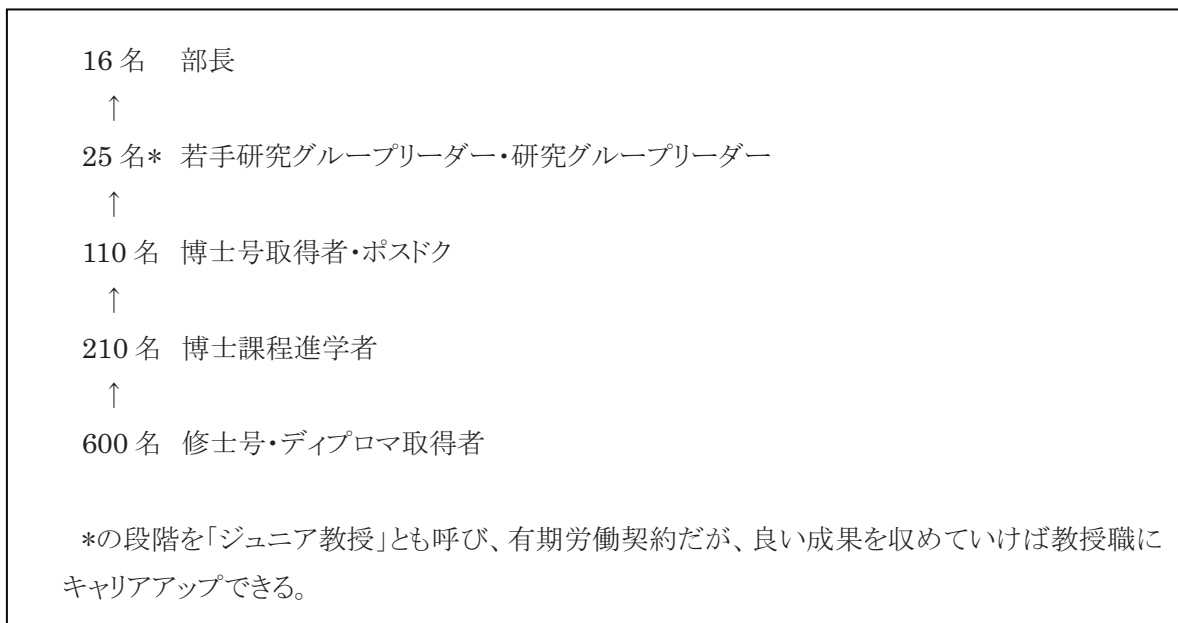 16 名 部長
↑
25 名* 若手研究グループリーダー・研究グループリーダー
↑
110 名 博士号取得者・ポスドク
↑
210 名 博士課程進学者
↑
600 名 修士号・ディプロマ取得者
*の段階を「ジュニア教授」とも呼び、有期労働契約だが、良い成果を収めていけば教授職に
キャリアアップできる。